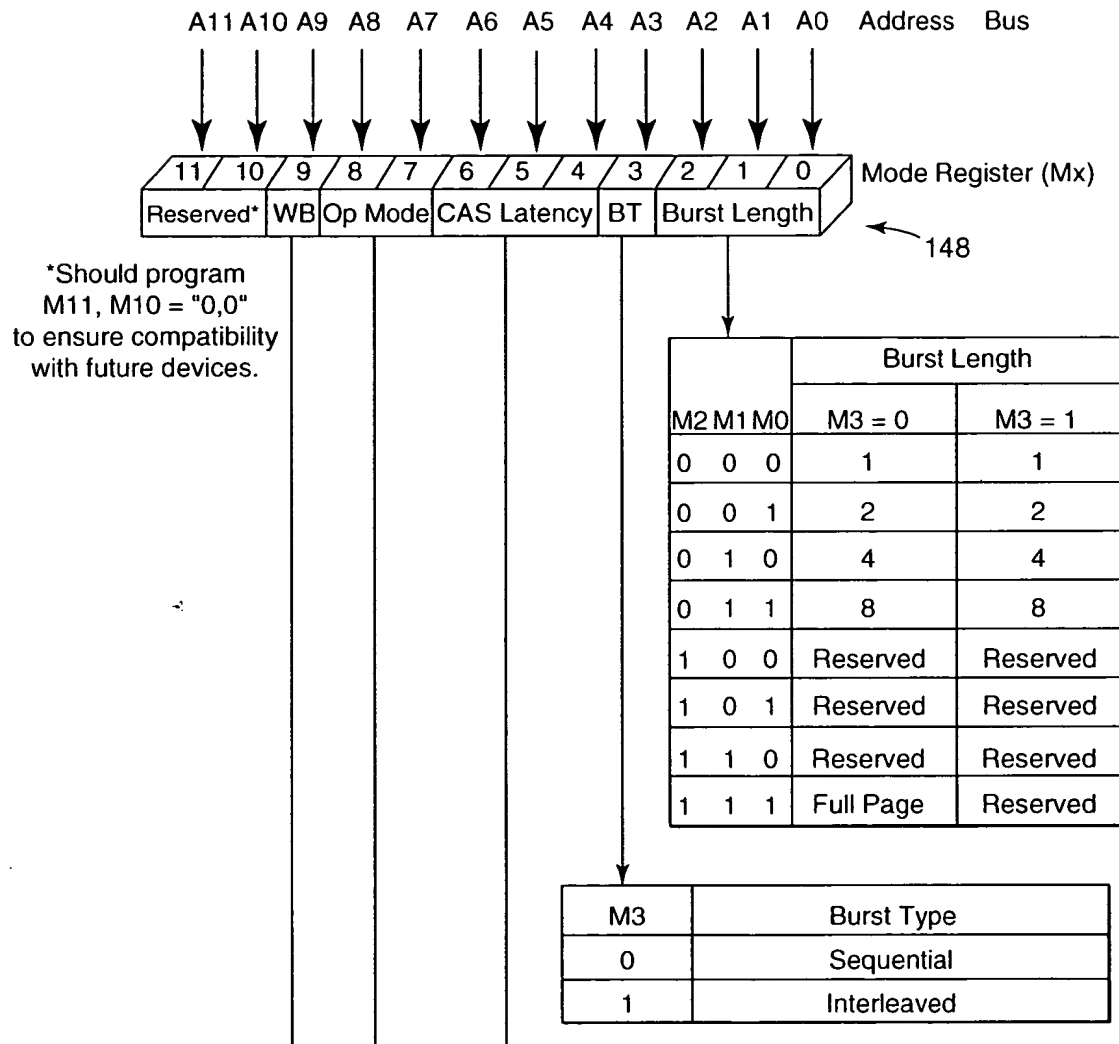 A11 A10 A9 A8 A7 A6 A5 A4 A3 A2 A1 A0 Address Bus
11 10 9 8 7 6 5 4 3 2 1 0 Mode Register (Mx)
Reserved* WB Op Mode CAS Latency BT Burst Length
148
*Should program
M11, M10 = "0,0"
to ensure compatibility
with future devices.
Burst Length
M2 M1 M0 M3 = 0 M3 = 1
0 0 0 1 1
0 0 1 2 2
0 1 0 4 4
0 1 1 8 8
1 0 0 Reserved Reserved
1 0 1 Reserved Reserved
1 1 0 Reserved Reserved
1 1 1 Full Page Reserved
M3 Burst Type
0 Sequential
1 Interleaved